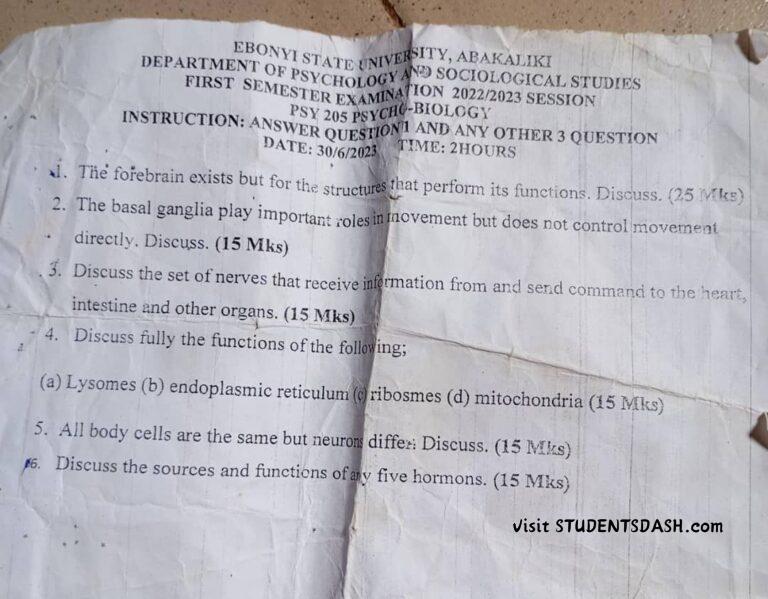 EBONYI STATE UNIVERSITY, ABAKALIKI
DEPARTMENT OF PSYCHOLOGY AND SOCIOLOGICAL STUDIES
FIRST SEMESTER EXAMINATION 2022/2023 SESSION
PSY 205 PSYCHO-BIOLOGY
INSTRUCTION: ANSWER QUESTION 1 AND ANY OTHER 3 QUESTION
DATE: 30/6/2023 TIME: 2HOURS
1. The forebrain exists but for the structures that perform its functions. Discuss. (25 Mks)
2. The basal ganglia play important roles in movement but does not control movement
directly. Discuss. (15 Mks)
3. Discuss the set of nerves that receive information from and send command to the heart,
intestine and other organs. (15 Mks)
4. Discuss fully the functions of the following;
(a) Lysomes (b) endoplasmic reticulum (c) ribosmes (d) mitochondria (15 Mks)
5. All body cells are the same but neurons differ. Discuss. (15 Mks)
6. Discuss the sources and functions of any five hormons. (15 Mks)
visit STUDENTSDASH.com